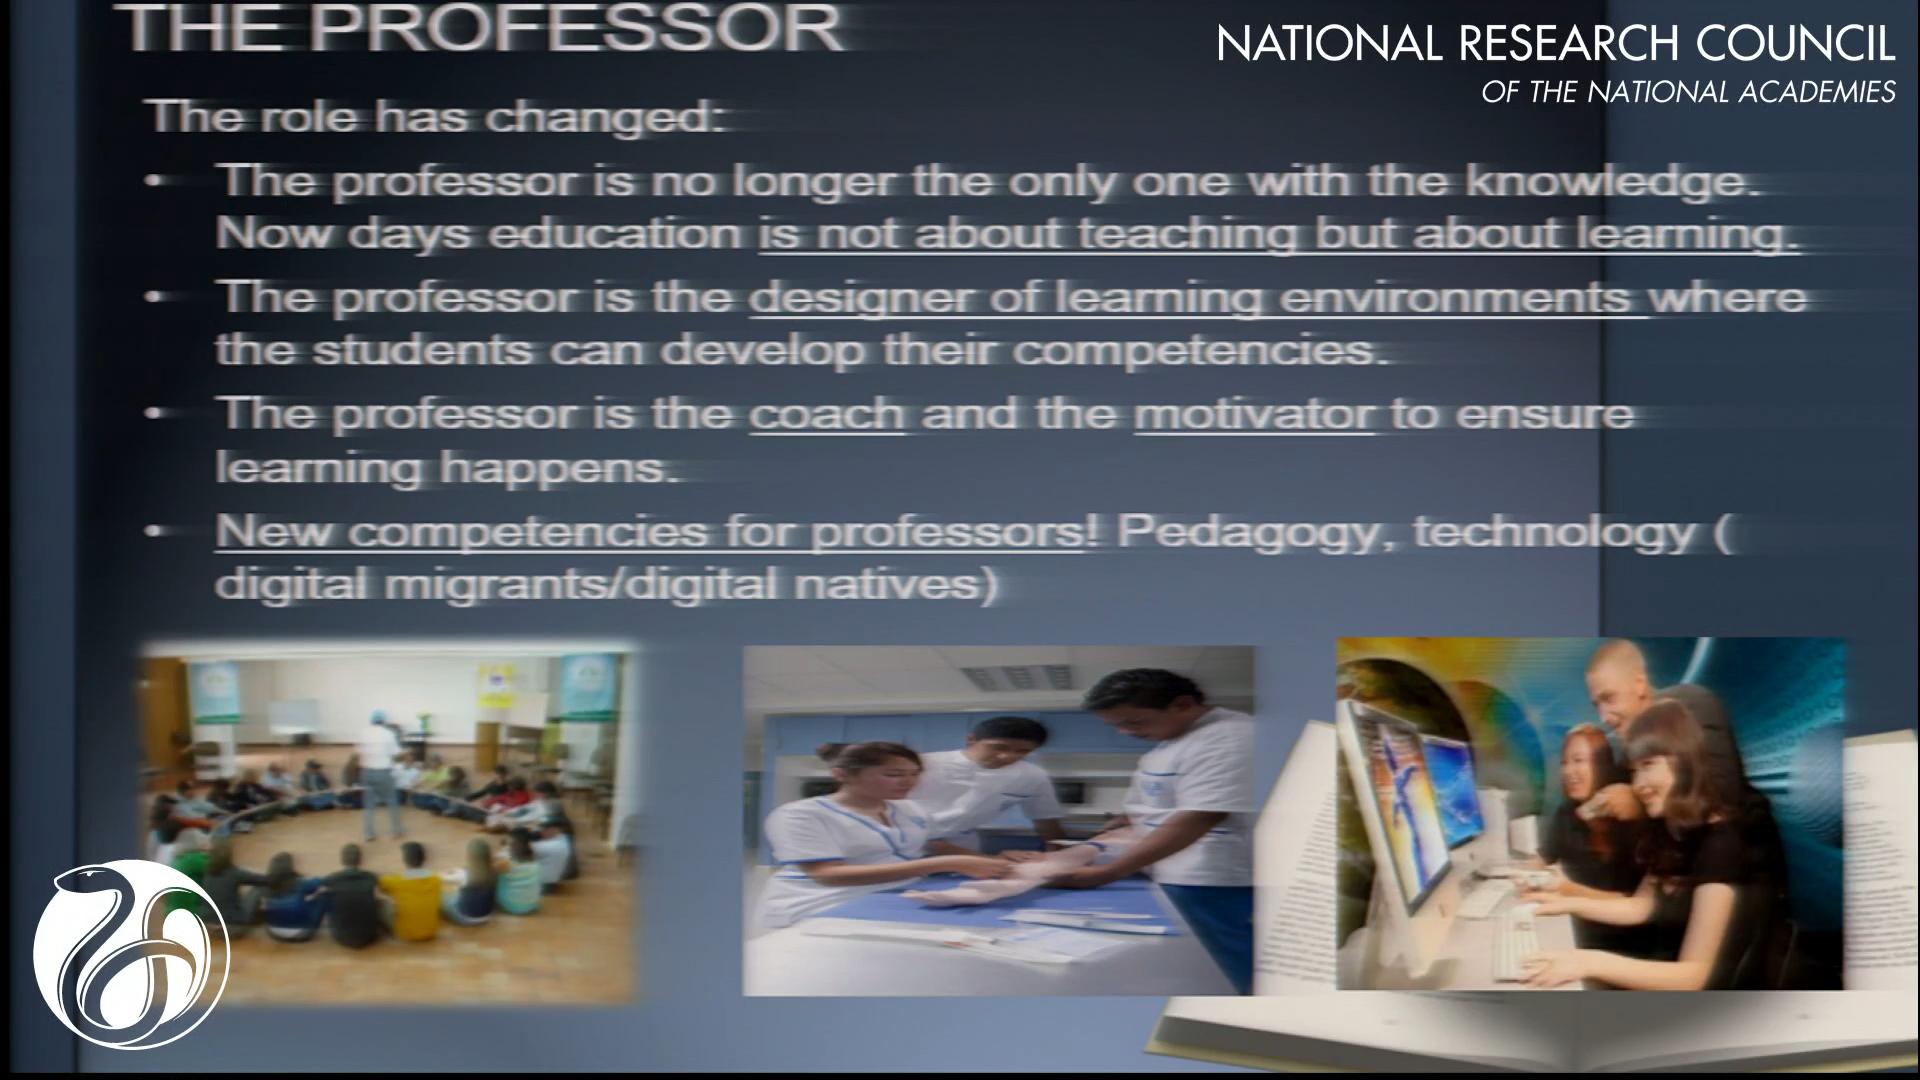 THE PROFESSOR
NATIONAL RESEARCH COUNCIL
OF THE NATIONAL ACADEMIES
The role has changed:
• The professor is no longer the only one with the knowledge.
Now days education is not about teaching but about learning.
• The professor is the designer of learning environments where
the students can develop their competencies.
• The professor is the coach and the motivator to ensure
learning happens.
• New competencies for professors! Pedagogy, technology (
digital migrants/digital natives)